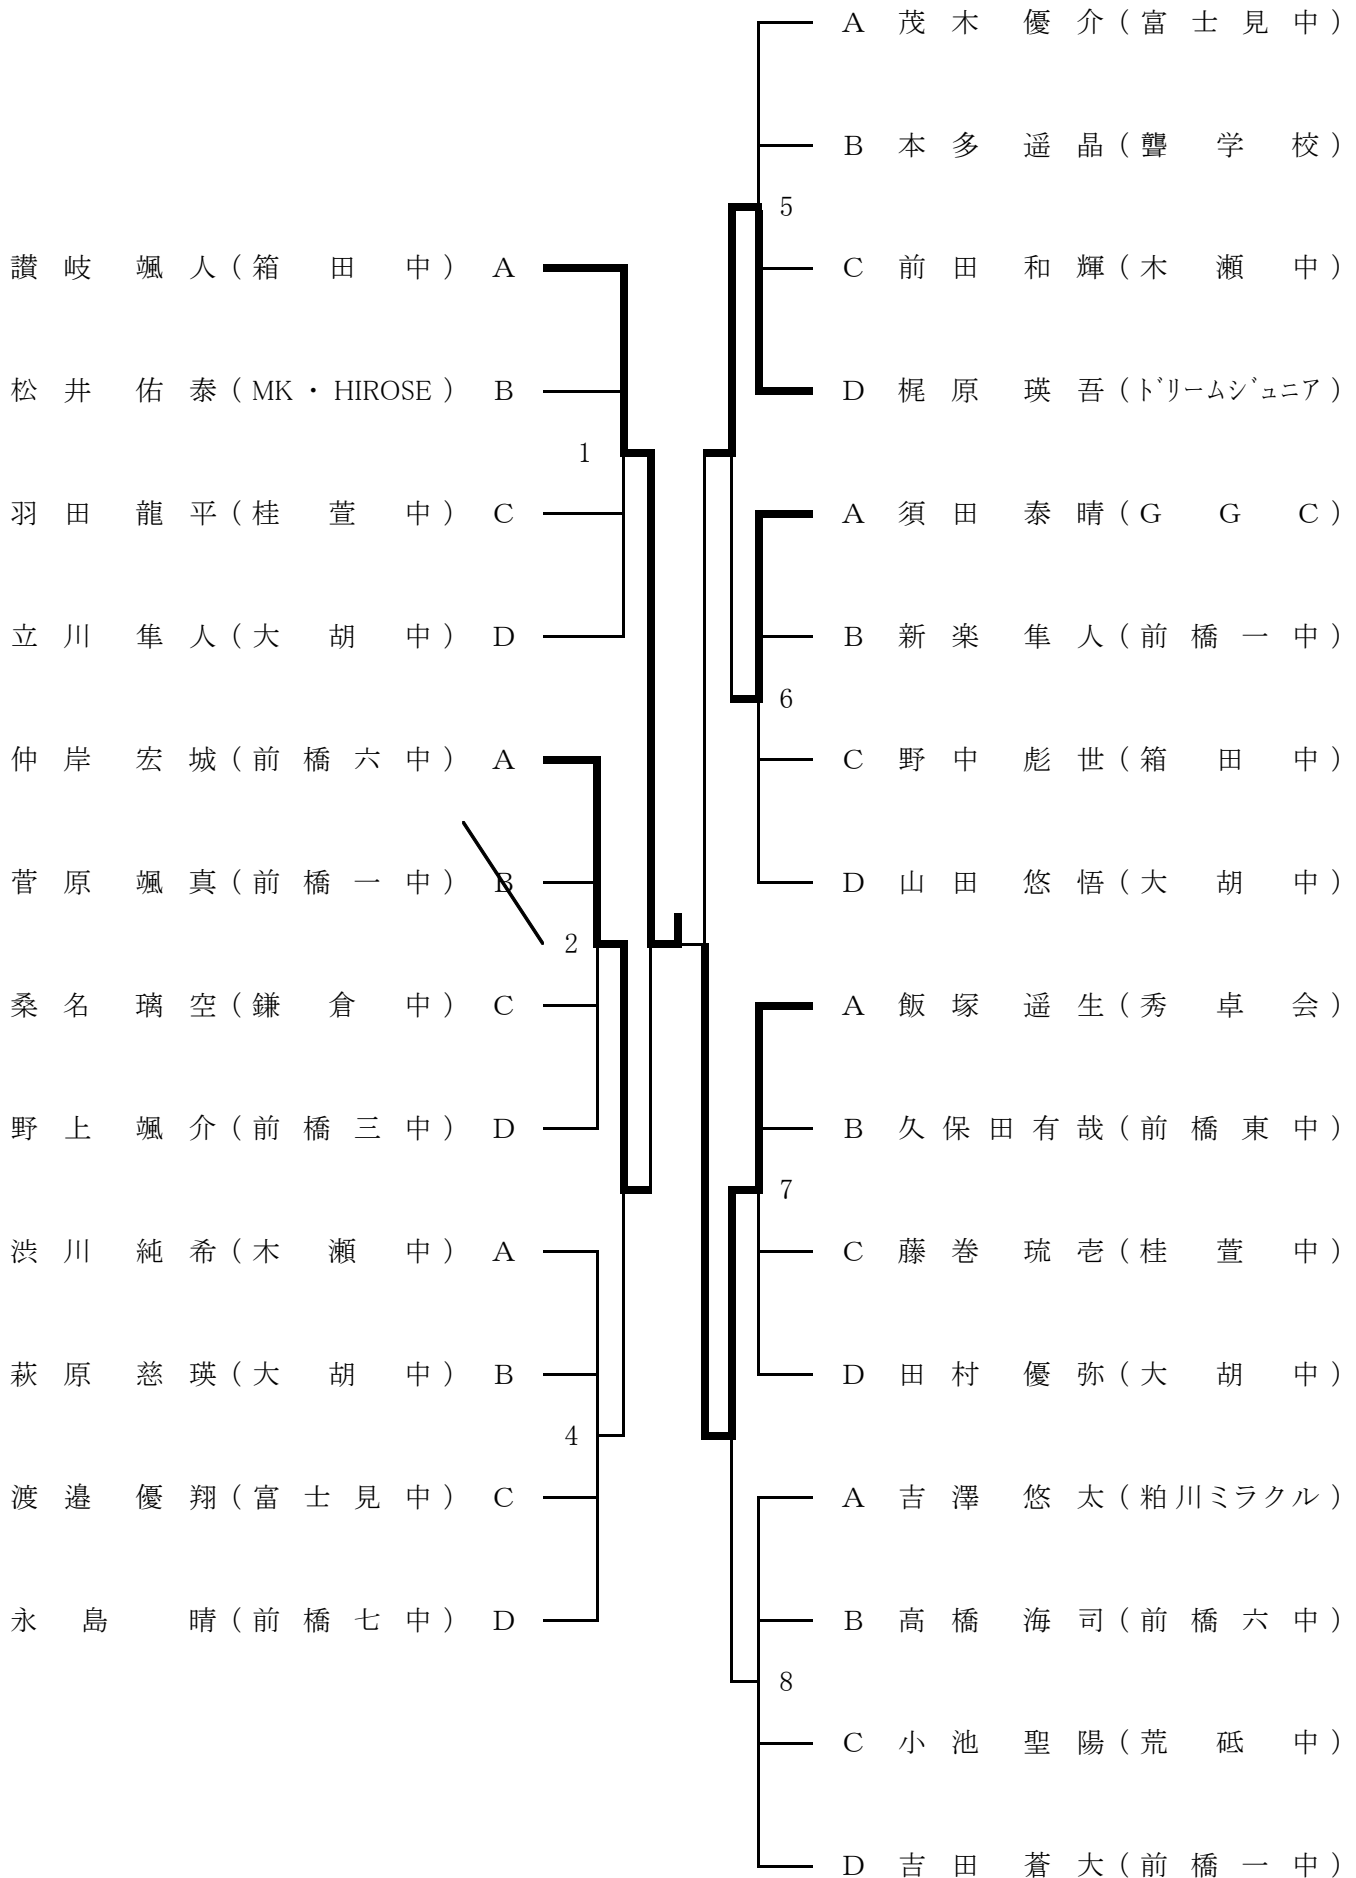 讃岐颯人(箱田中) A
松井佑泰(MK・HIROSE) B
1
羽田龍平(桂萱中) C
立川隼人(大胡中) D
仲岸宏城(前橋六中) A
菅原颯真(前橋一中) B
2
桑名璃空(鎌倉中) C
野上颯介(前橋三中) D
渋川純希(木瀬中) A
萩原慈瑛(大胡中) B
4
渡邉優翔(富士見中) C
永島晴(前橋七中) D
A 茂木優介(富士見中)
B 本多遥晶(聾学校)
5
C 前田和輝(木瀬中)
D 梶原瑛吾(ドリームジュニア)
A 須田泰晴(GGC)
B 新楽隼人(前橋一中)
6
C 野中彪世(箱田中)
D 山田悠悟(大胡中)
A 飯塚遥生(秀卓会)
B 久保田有哉(前橋東中)
7
C 藤巻琉壱(桂萱中)
D 田村優弥(大胡中)
A 吉澤悠太(粕川ミラクル)
B 高橋海司(前橋六中)
8
C 小池聖陽(荒砥中)
D 吉田蒼大(前橋一中)